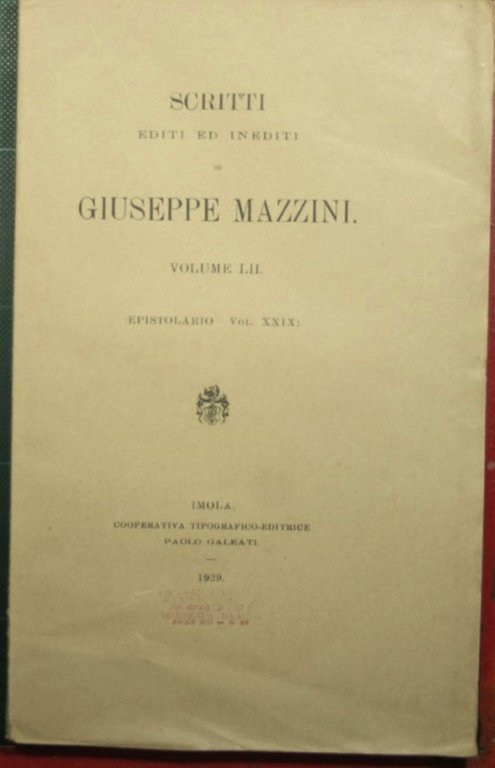 SCRITTI
EDITI ED INEDITI
DI
GIUSEPPE MAZZINI.
VOLUME LII.
(EPISTOLARIO VOL. XXIX).
IMOLA.
COOPERATIVA TIPOGRAFICO-EDITRICE
PAOLO GALEATI
1929.